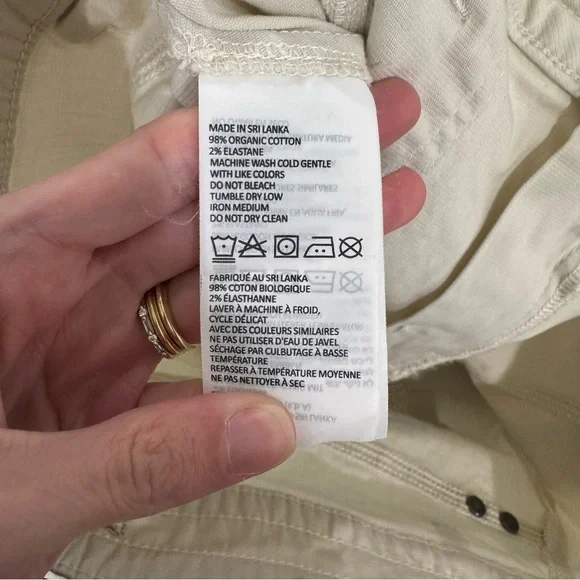 MADE IN SRI LANKA
98% ORGANIC COTTON
2% ELASTANE
MACHINE WASH COLD GENTLE
WITH LIKE COLORS
DO NOT BLEACH
TUMBLE DRY LOW
IRON MEDIUM
DO NOT DRY CLEAN
FABRIQUÉ AU SRI LANKA
98% COTON BIOLOGIQUE
2% ÉLASTHANNE
LAVER À MACHINE À FROID,
CYCLE DÉLICAT
AVEC DES COULEURS SIMILAIRES
NE PAS UTILISER D'EAU DE JAVEL
SÉCHAGE PAR CULBUTAGE À BASSE
TEMPÉRATURE
REPASSER À TEMPÉRATURE MOYENNE
NE PAS NETTOYER À SEC